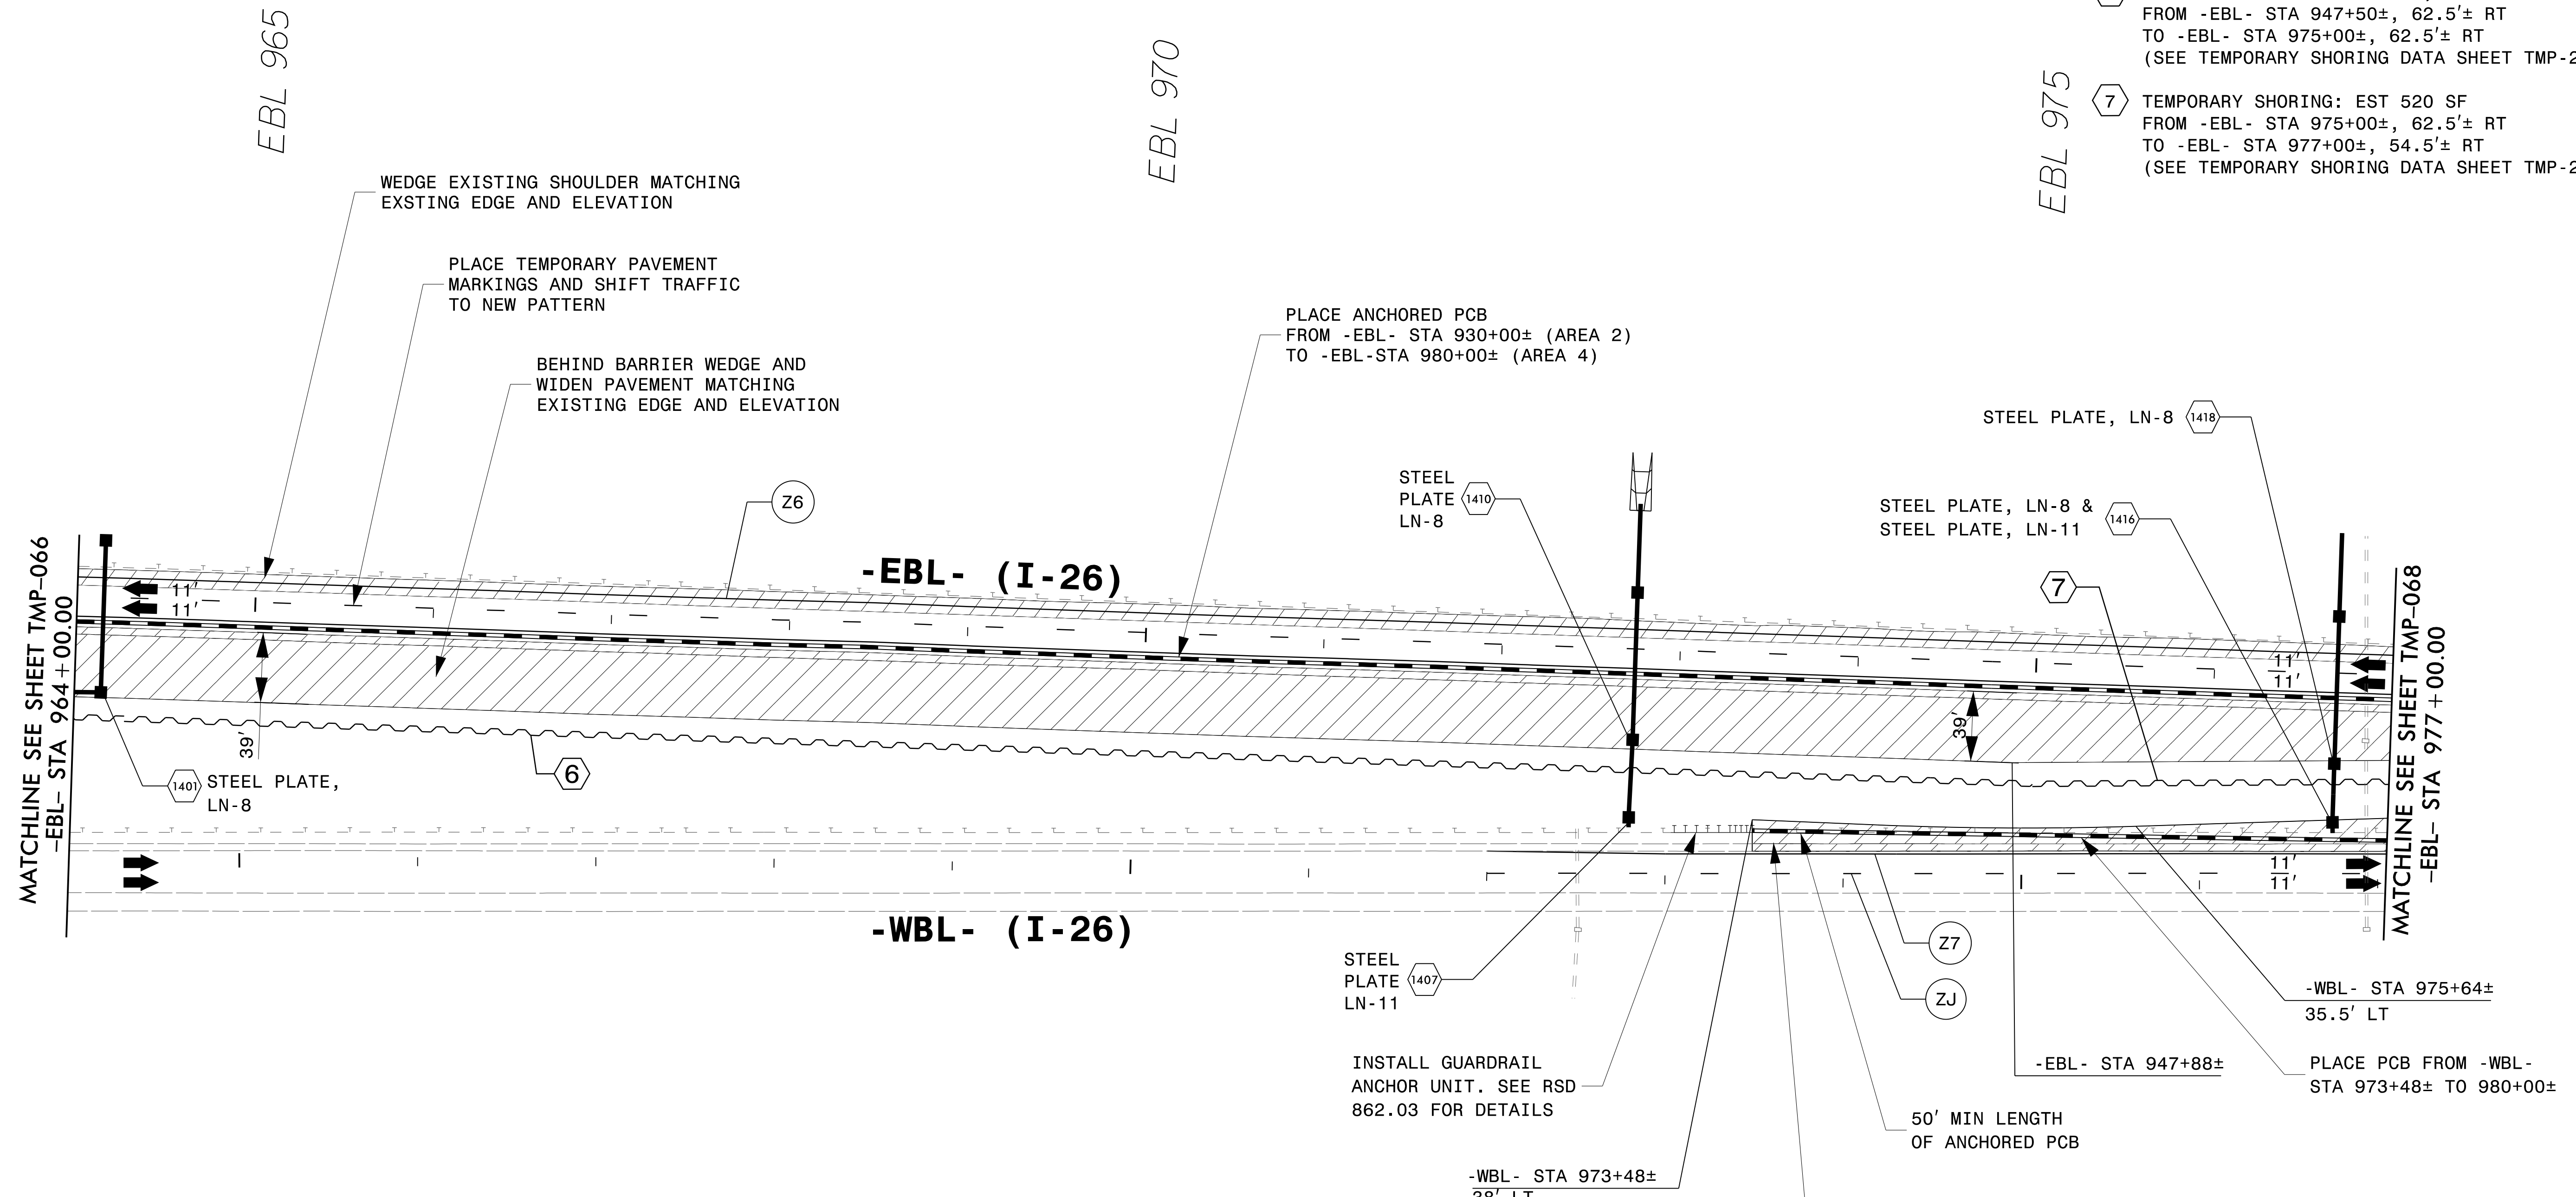 EBL 965
EBL 970
EBL 975
FROM -EBL- STA 947+50±, 62.5'± RT
TO -EBL- STA 975+00±, 62.5'± RT
(SEE TEMPORARY SHORING DATA SHEET TMP-2
7
TEMPORARY SHORING: EST 520 SF
FROM -EBL- STA 975+00±, 62.5'± RT
TO -EBL- STA 977+00±, 54.5'± RT
(SEE TEMPORARY SHORING DATA SHEET TMP-2
WEDGE EXISTING SHOULDER MATCHING
EXSTING EDGE AND ELEVATION
PLACE TEMPORARY PAVEMENT
MARKINGS AND SHIFT TRAFFIC
TO NEW PATTERN
BEHIND BARRIER WEDGE AND
WIDEN PAVEMENT MATCHING
EXISTING EDGE AND ELEVATION
PLACE ANCHORED PCB
FROM -EBL- STA 930+00± (AREA 2)
TO -EBL-STA 980+00± (AREA 4)
STEEL PLATE, LN-8
1418
STEEL
PLATE
LN-8
1410
STEEL PLATE, LN-8 &
STEEL PLATE, LN-11
1416
Z6
7
-EBL- (I-26)
MATCHLINE SEE SHEET TMP-066
-EBL- STA 964+00.00
11'
11'
11'
11'
MATCHLINE SEE SHEET TMP-068
-EBL- STA 977+00.00
39'
39'
1401
STEEL PLATE,
LN-8
6
11'
11'
-WBL- (I-26)
STEEL
PLATE
LN-11
1407
Z7
ZJ
-WBL- STA 975+64±
35.5' LT
INSTALL GUARDRAIL
ANCHOR UNIT. SEE RSD
862.03 FOR DETAILS
-EBL- STA 947+88±
PLACE PCB FROM -WBL-
STA 973+48± TO 980+00±
50' MIN LENGTH
OF ANCHORED PCB
-WBL- STA 973+48±
38' LT